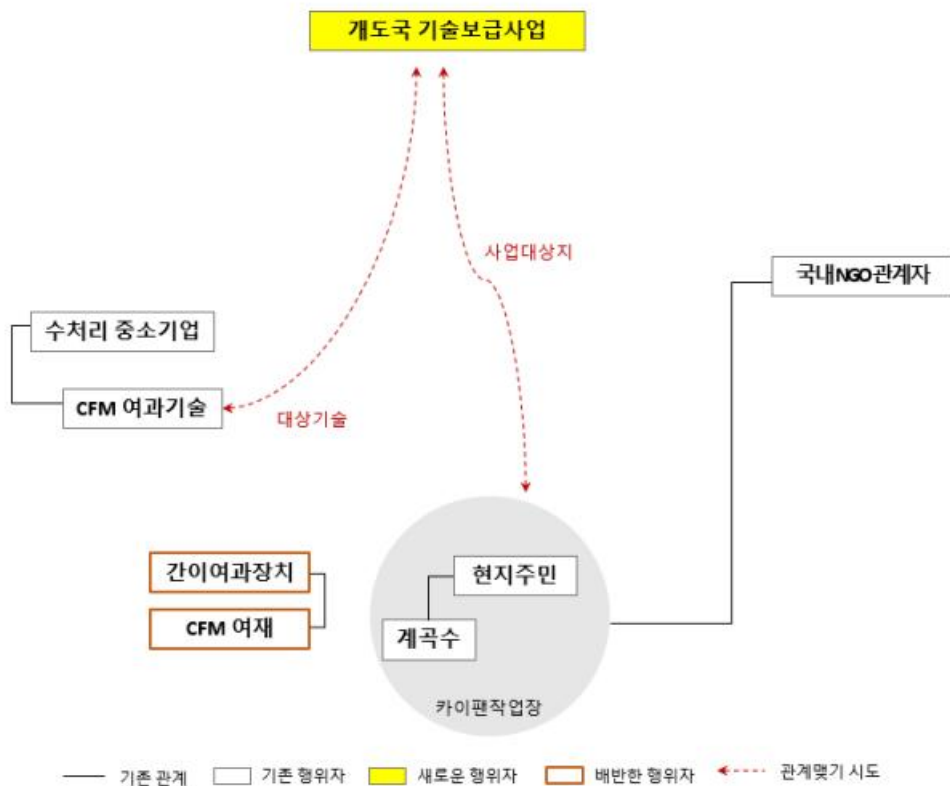 개도국 기술보급사업
사업대상지
국내NGO관계자
수처리 중소기업
CFM 여과기술
대상기술
간이여과장치
현지주민
CFM 여재
계곡수
카이팬작업장
기존 관계
기존 행위자
새로운 행위자
배반한 행위자
관계맺기 시도